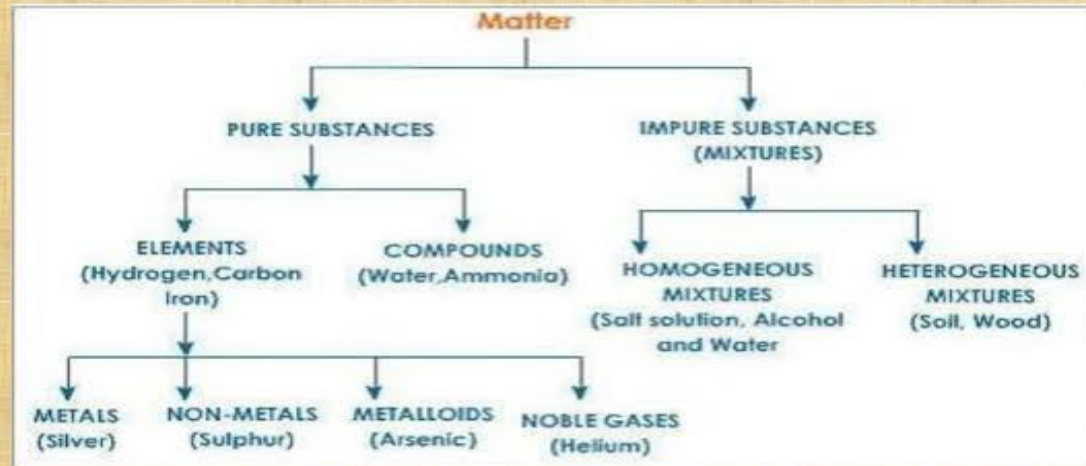 Matter
PURE SUBSTANCES
IMPURE SUBSTANCES
(MIXTURES)
ELEMENTS
(Hydrogen,Carbon
Iron)
COMPOUNDS
(Water,Ammonia)
HOMOGENEOUS
MIXTURES
(Salt solution, Alcohol
and Water
HETEROGENEOUS
MIXTURES
(Soil, Wood)
METALS
(Silver)
NON-METALS
(Sulphur)
METALLOIDS
(Arsenic)
NOBLE GASES
(Helium)